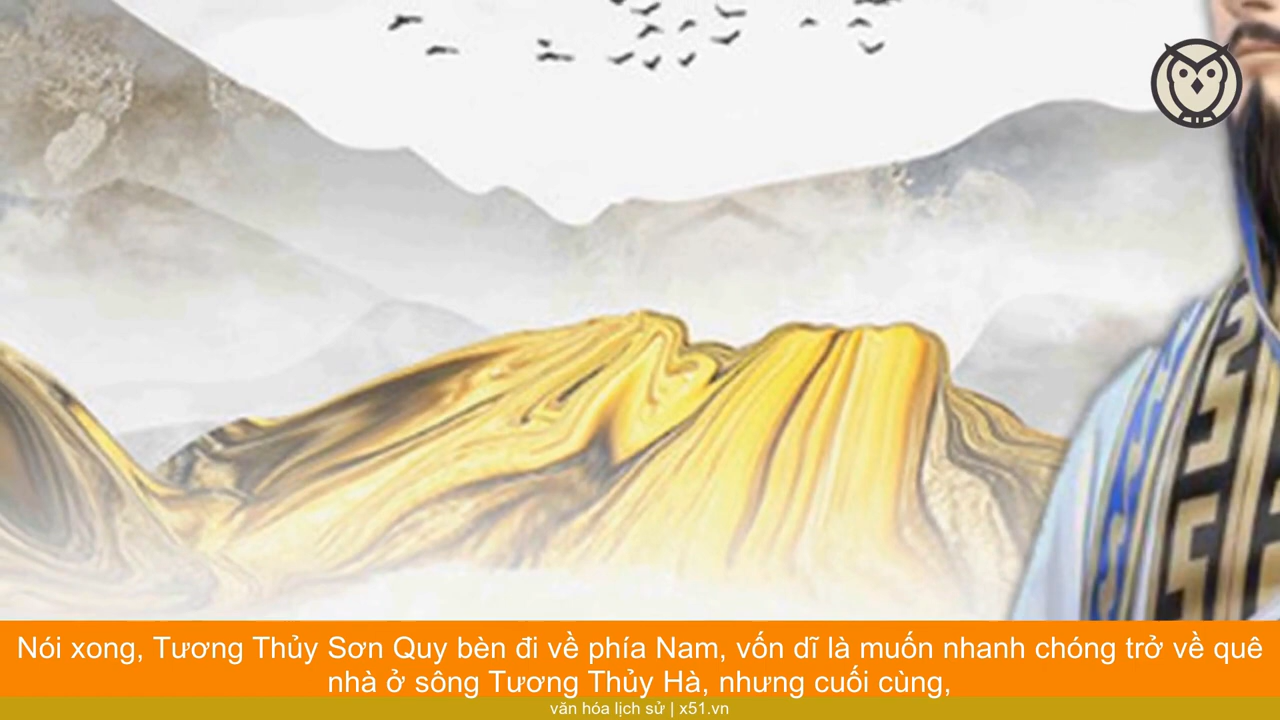 Nói xong, Tương Thủy Sơn Quy bèn đi về phía Nam, vốn dĩ là muốn nhanh chóng trở về quê
nhà ở sông Tương Thủy Hà, nhưng cuối cùng,
văn hóa lịch sử | x51.vn